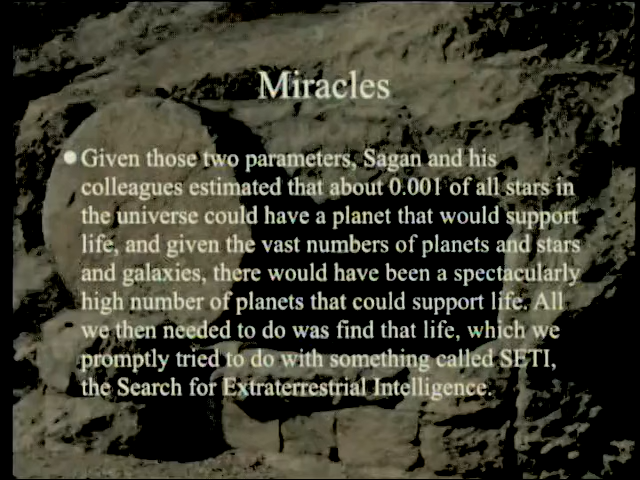 Miracles
Given those two parameters, Sagan and his
colleagues estimated that about 0.001 of all stars in
the universe could have a planet that would support
life, and given the vast numbers of planets and stars
and galaxies, there would have been a spectacularly
high number of planets that could support life. All
we then needed to do was find that life, which we
promptly tried to do with something called SETI,
the Search for Extraterrestrial Intelligence.